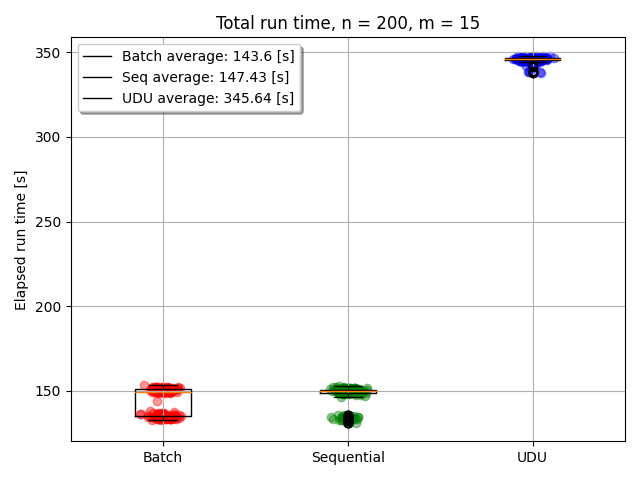 Total run time, n = 200, m = 15
Batch average: 143.6 [s]
Seq average: 147.43 [s]
UDU average: 345.64 [s]
Elapsed run time [s]
350
300
250
200
150
Batch
Sequential
UDU